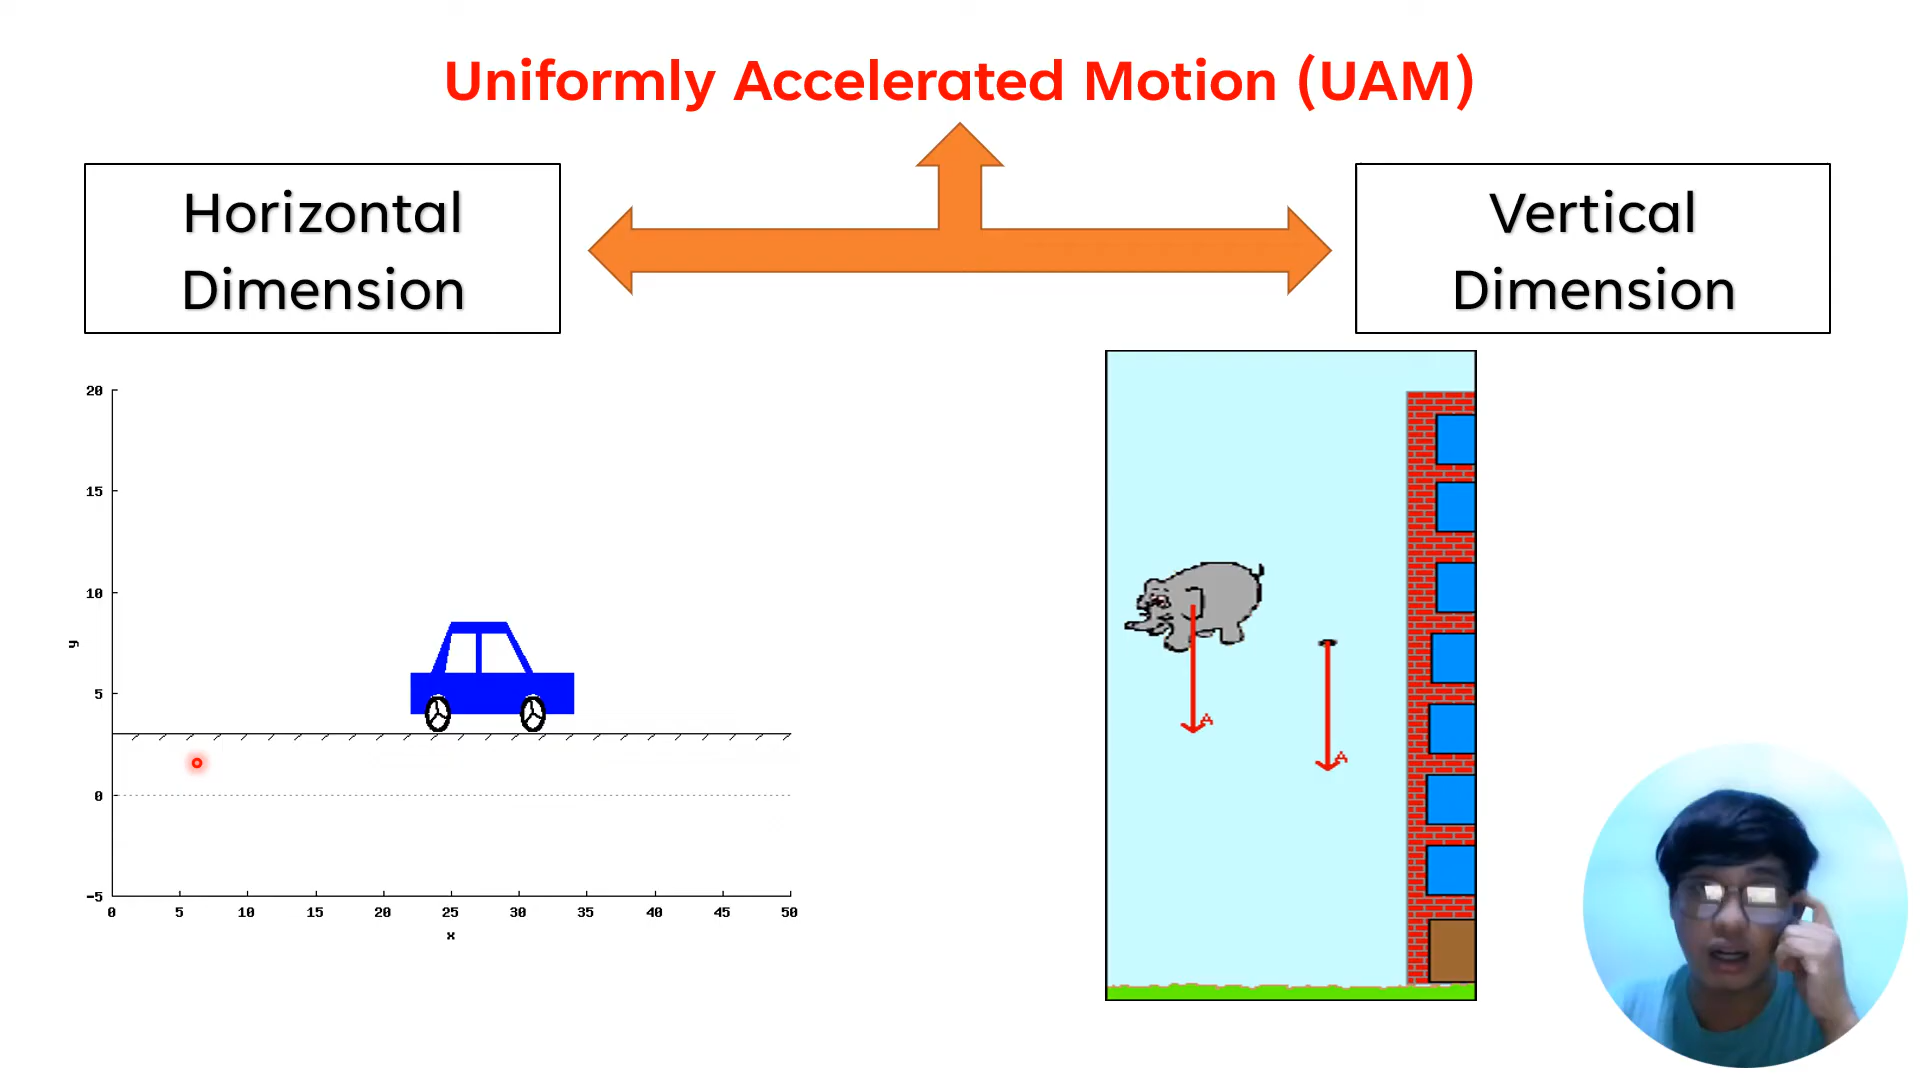 Uniformly Accelerated Motion (UAM)
Horizontal
Dimension
Vertical
Dimension
20
15
10
y
5
0
-5
0 5 10 15 20 25 30 35 40 45 50
x
A
A